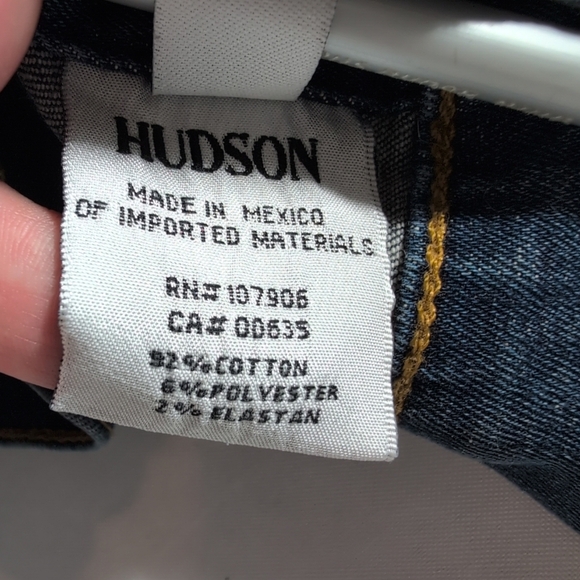 HUDSON
MADE IN MEXICO
OF IMPORTED MATERIALS
RN# 107906
CA# 00635
92%COTTON
6%POLYESTER
2% ELASTAN